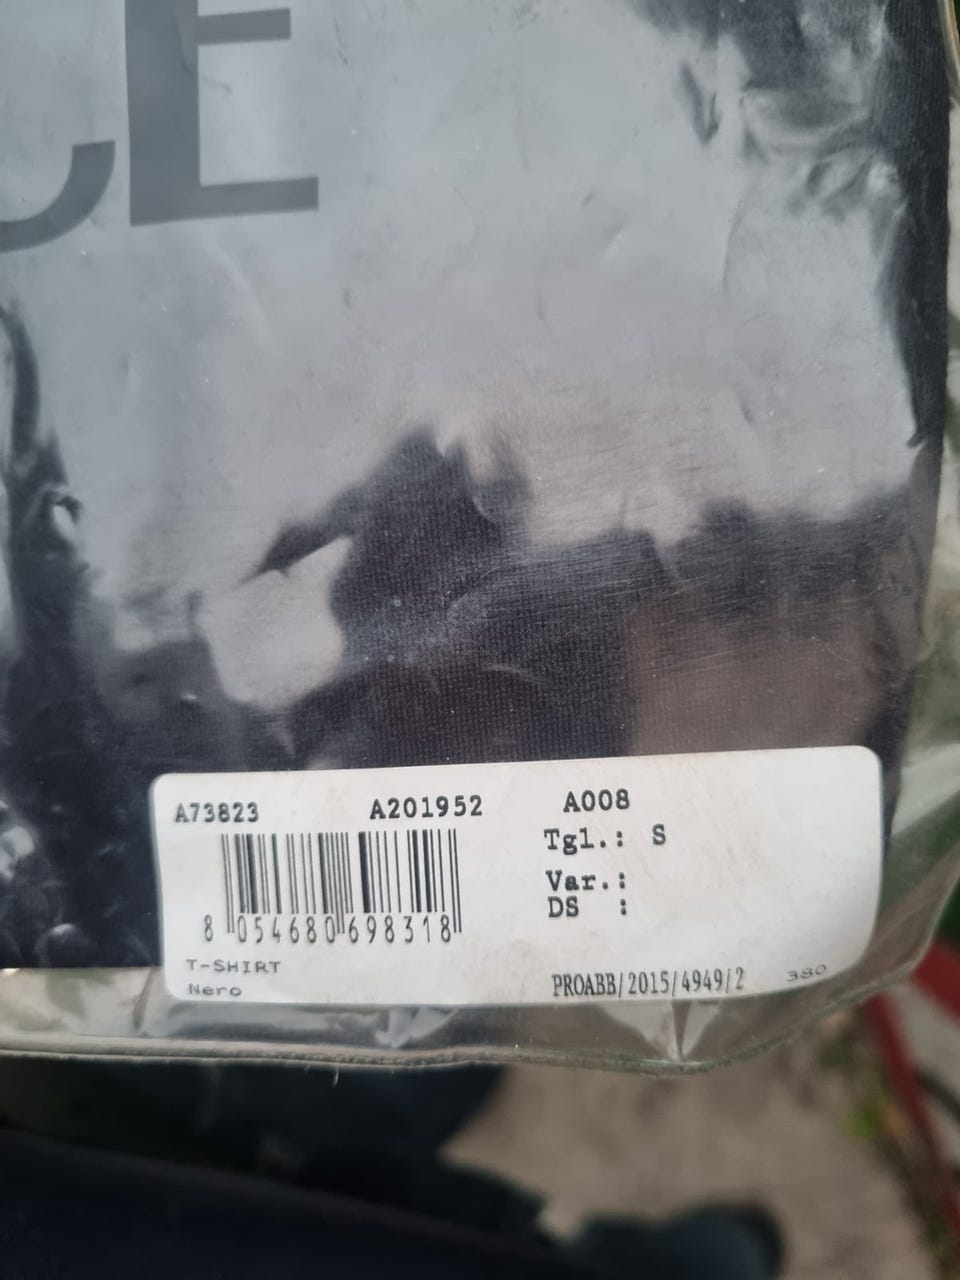 CE
A73823 A201952 A008
Tgl.: S
Var.:
DS :
8 054680 698318
T-SHIRT
Nero
PROABB/2015/4949/2 380